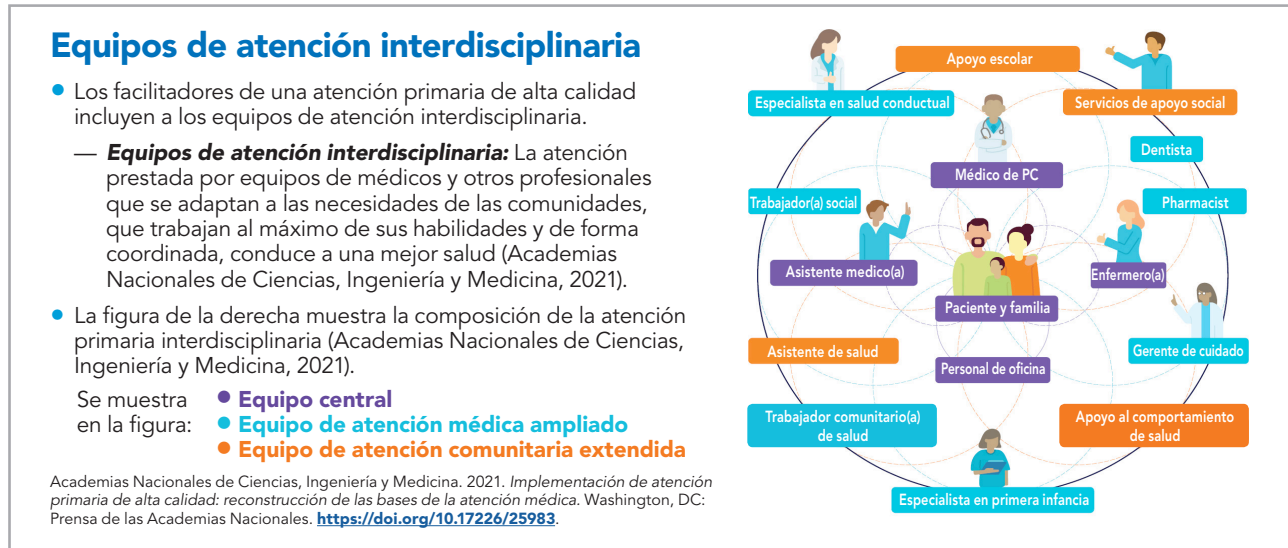 Equipos de atención interdisciplinaria
• Los facilitadores de una atención primaria de alta calidad
incluyen a los equipos de atención interdisciplinaria.
— Equipos de atención interdisciplinaria: La atención
prestada por equipos de médicos y otros profesionales
que se adaptan a las necesidades de las comunidades,
que trabajan al máximo de sus habilidades y de forma
coordinada, conduce a una mejor salud (Academias
Nacionales de Ciencias, Ingeniería y Medicina, 2021).
• La figura de la derecha muestra la composición de la atención
primaria interdisciplinaria (Academias Nacionales de Ciencias,
Ingeniería y Medicina, 2021).
Se muestra
en la figura:
• Equipo central
• Equipo de atención médica ampliado
• Equipo de atención comunitaria extendida
Academias Nacionales de Ciencias, Ingeniería y Medicina. 2021. Implementación de atención
primaria de alta calidad: reconstrucción de las bases de la atención médica. Washington, DC:
Prensa de las Academias Nacionales. https://doi.org/10.17226/25983.
Apoyo escolar
Especialista en salud conductual
Servicios de apoyo social
Dentista
Médico de PC
Trabajador(a) social
Pharmacist
Asistente medico(a)
Enfermero(a)
Paciente y familia
Asistente de salud
Gerente de cuidado
Personal de oficina
Trabajador comunitario(a)
de salud
Apoyo al comportamiento
de salud
Especialista en primera infancia